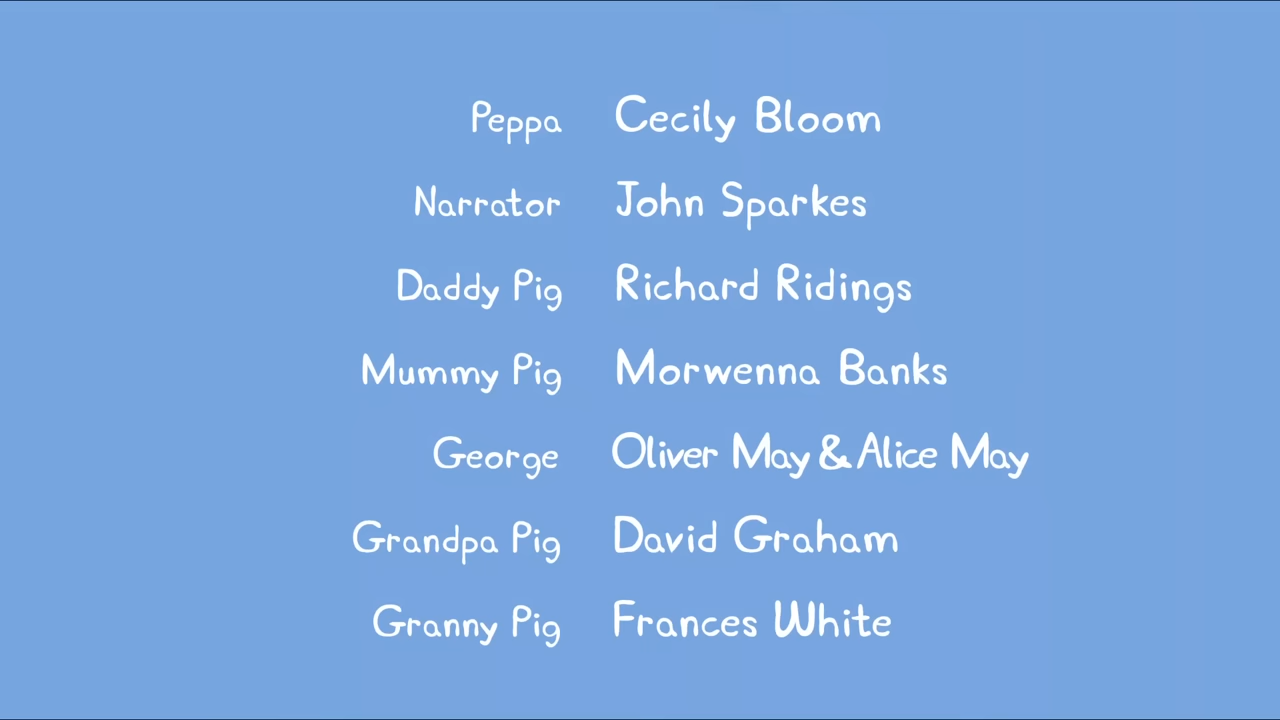 Peppa Cecily Bloom
Narrator John Sparkes
Daddy Pig Richard Ridings
Mummy Pig Morwenna Banks
George Oliver May & Alice May
Grandpa Pig David Graham
Granny Pig Frances White